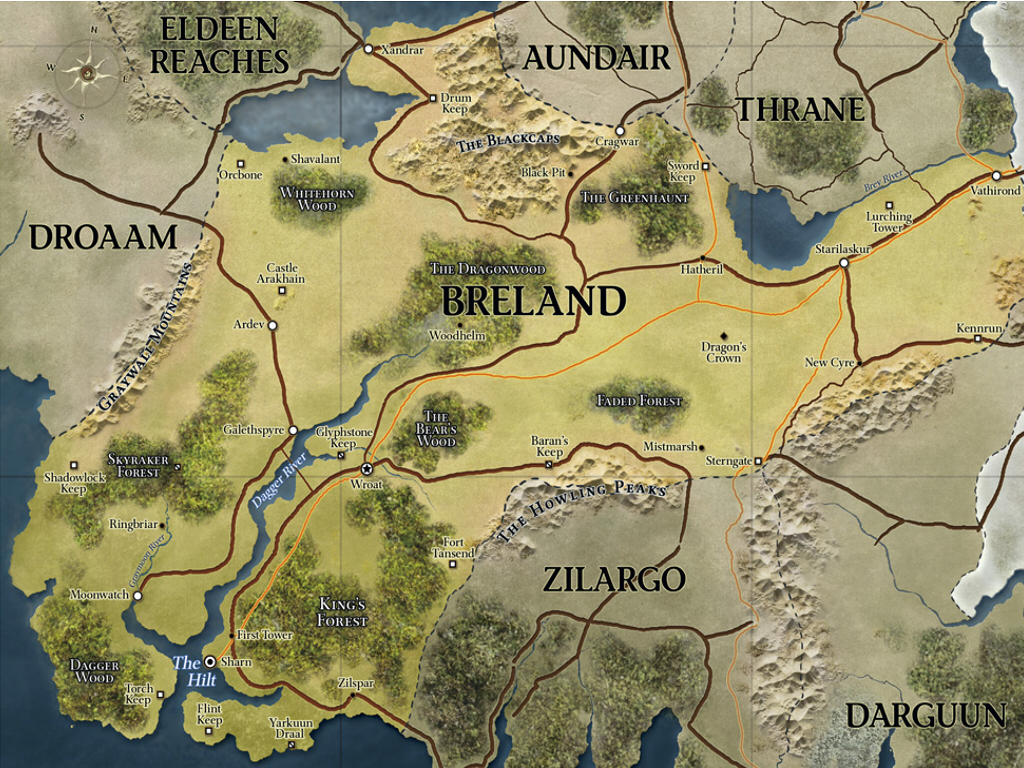 ELDEEN
REACHES
N
W
E
S
Xandrar
AUNDAIR
THRANE
Drum
Keep
THE BLACKCAPS
Cragwar
Orcbone
Shavalant
WHITEHORN
WOOD
Black Pit
Sword
Keep
THE GREENHAUNT
Brey River
Vathirond
Lurching
Tower
DROAAM
Starilaskur
Hatheril
Castle
Arakhain
THE DRAGONWOOD
BRELAND
GRAYWALL MOUNTAINS
Ardev
Woodhelm
Kennrun
Dragon's
Crown
New Cyre
Galethspyre
Glyphstone
Keep
THE
BEAR'S
WOOD
FADED FOREST
Baran's
Keep
Mistmarsh
Sterngate
SKYRAKER
FOREST
Shadowlock
Keep
Dagger River
Wroat
THE HOWLING PEAKS
Ringbriar
Fort
Tansend
ZILARGO
Moonwatch
KING'S
FOREST
First Tower
DAGGER
WOOD
The
Hilt
Sharn
Torch
Keep
Zilspar
Flint
Keep
Yarkuun
Draal
DARGUUN